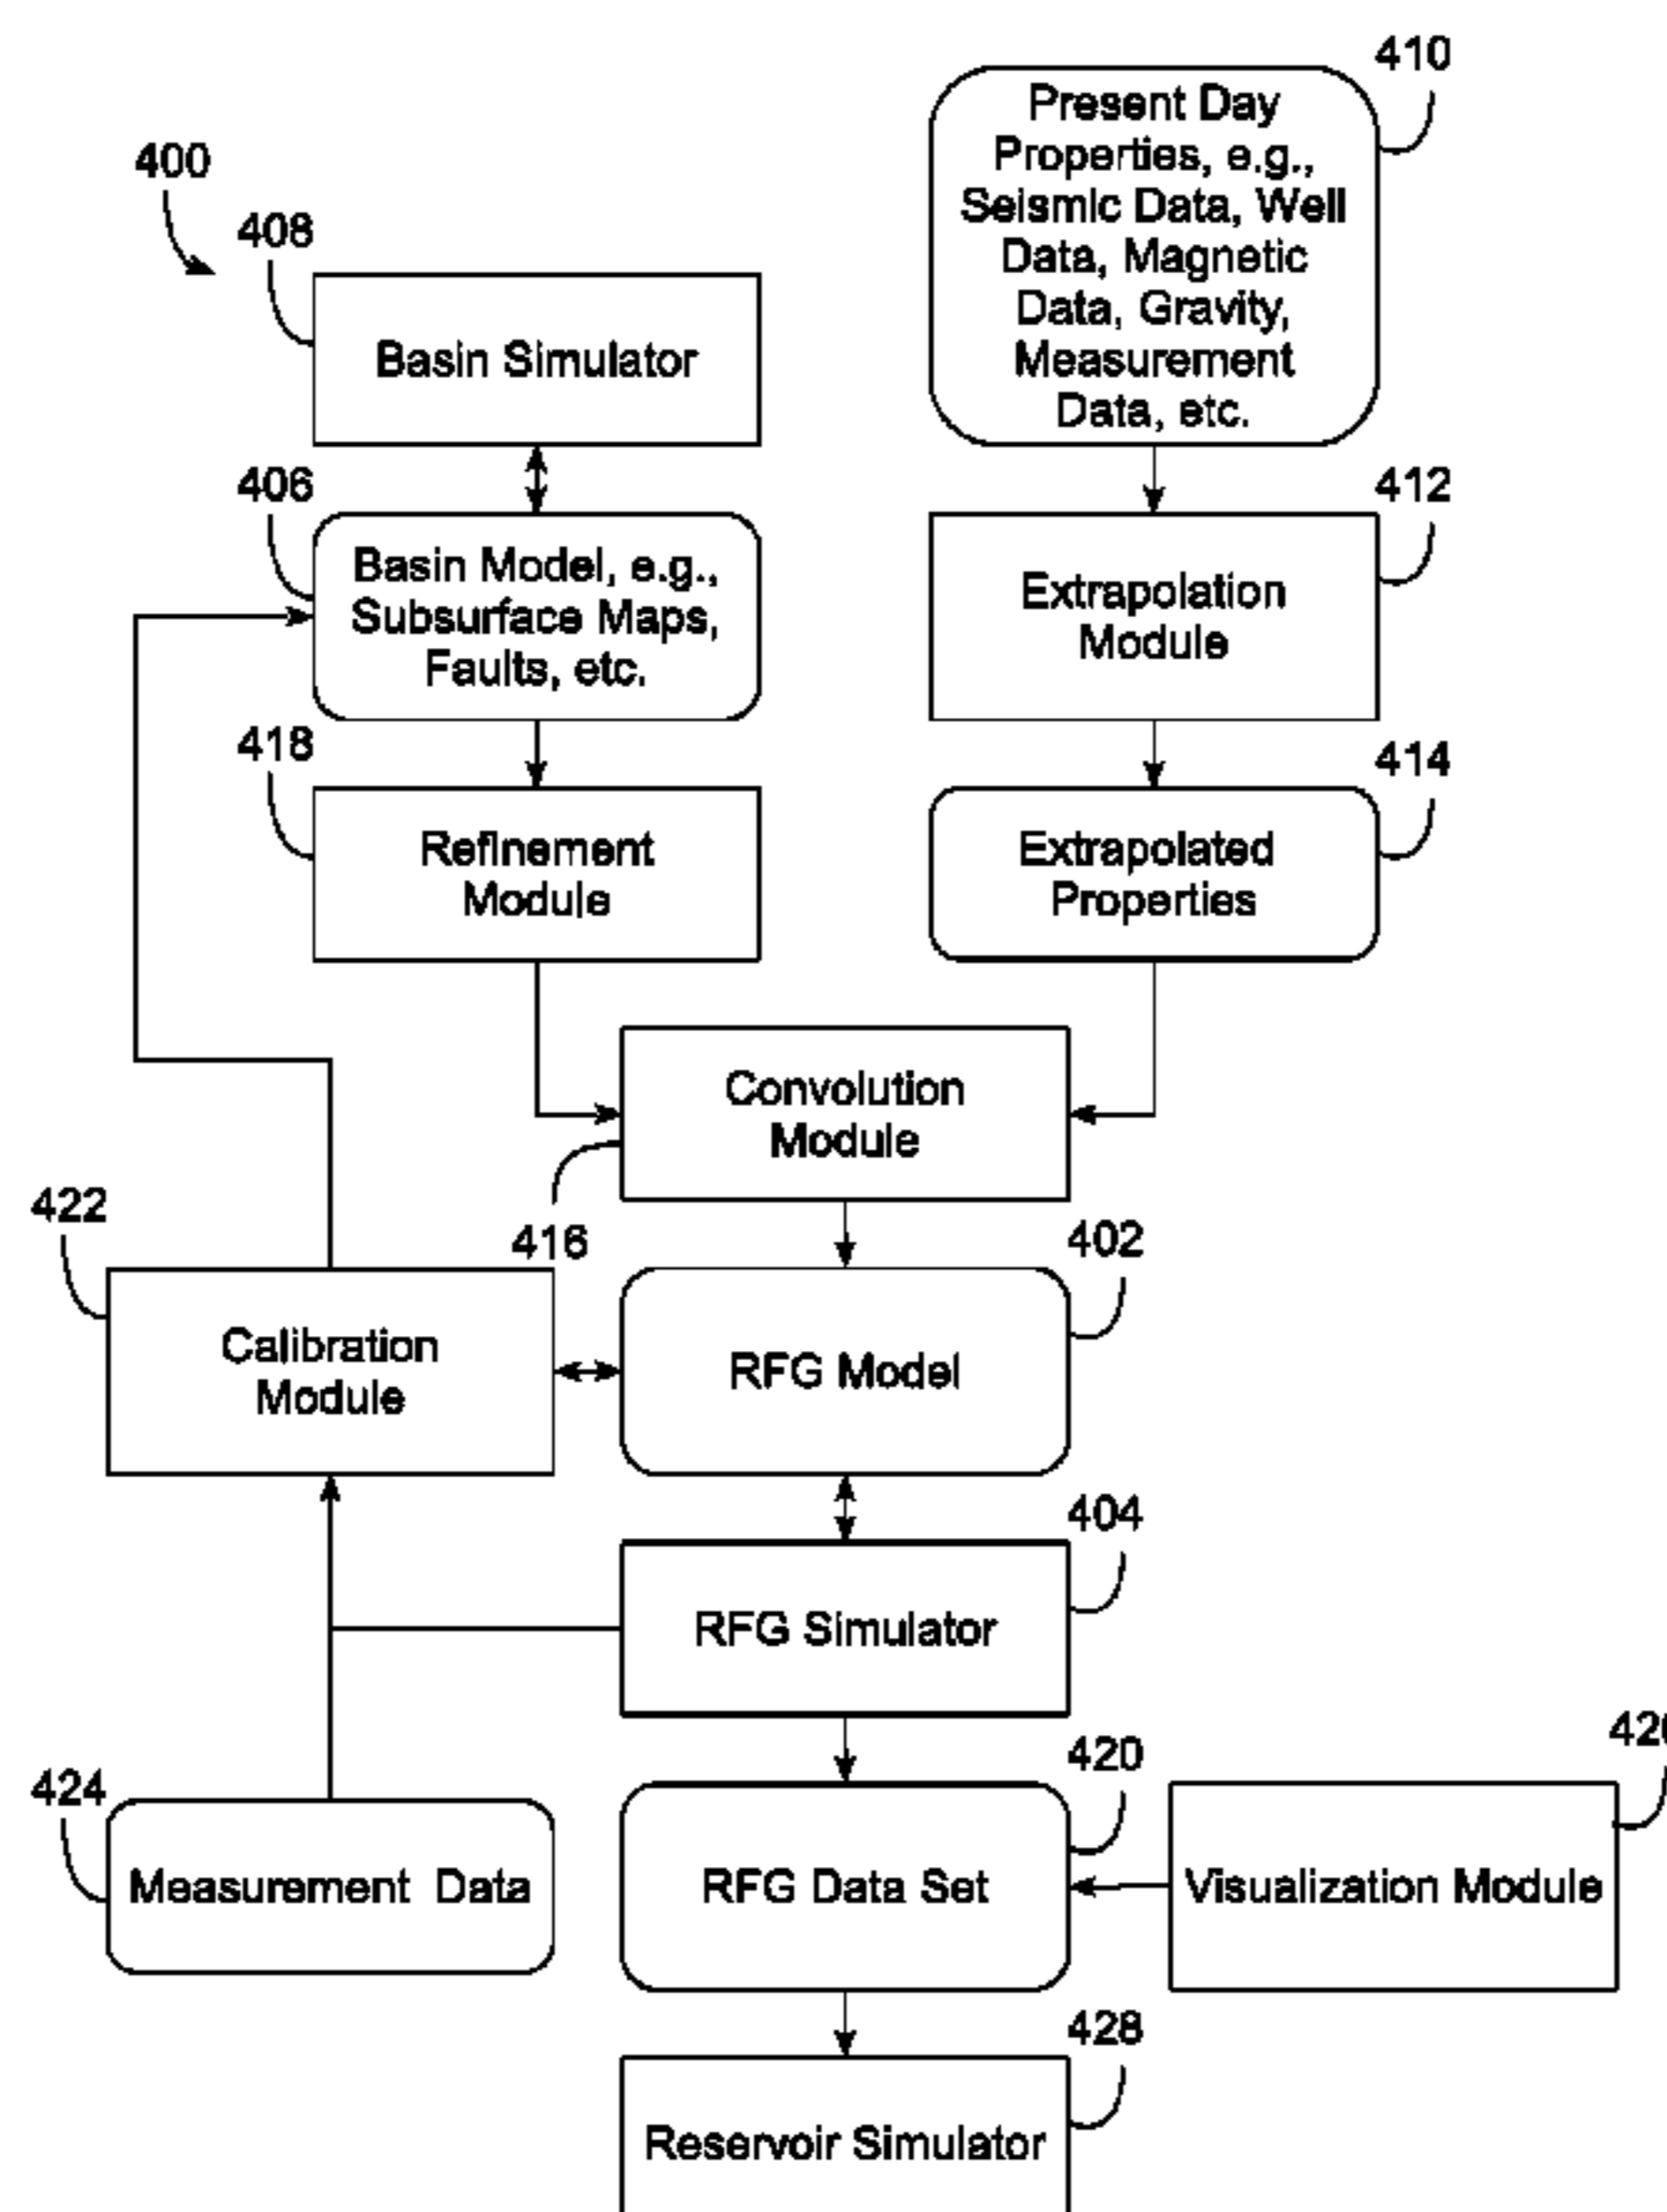 400
408
Basin Simulator
410
Present Day
Properties, e.g.,
Seismic Data, Well
Data, Magnetic
Data, Gravity,
Measurement
Data, etc.
406
Basin Model, e.g.,
Subsurface Maps,
Faults, etc.
412
Extrapolation
Module
418
Refinement
Module
414
Extrapolated
Properties
Convolution
Module
416
422
Calibration
Module
402
RFG Model
404
RFG Simulator
424
Measurement Data
420
RFG Data Set
Visualization Module
428
Reservoir Simulator